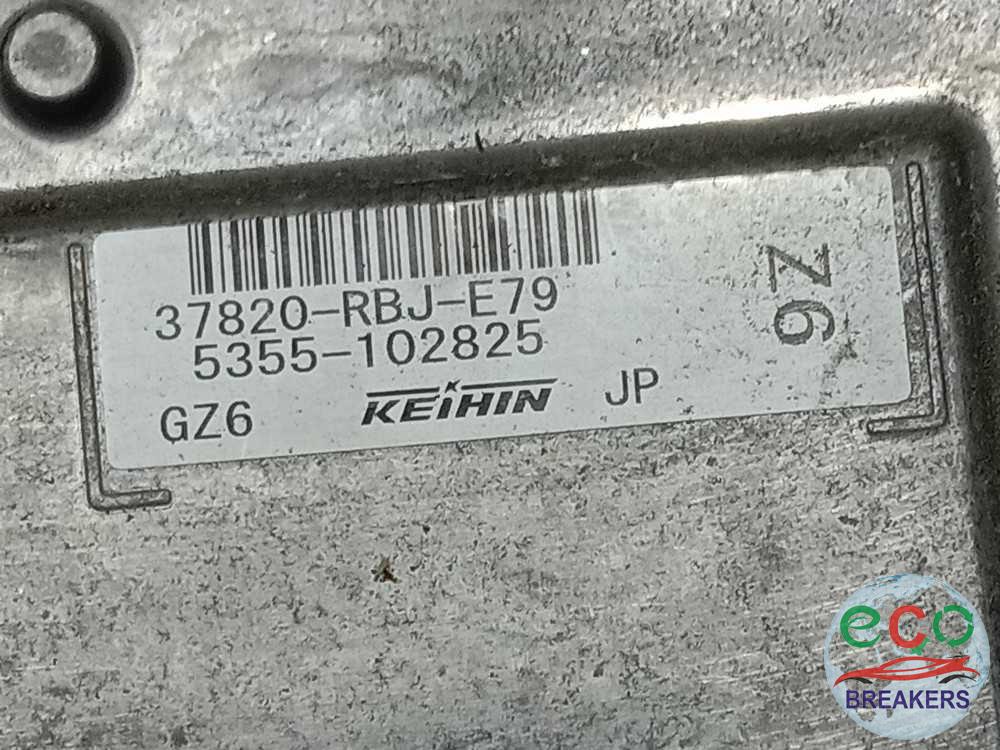 37820-RBJ-E79
5355-102825
GZ6 KEIHIN JP
Z6
eco
BREAKERS